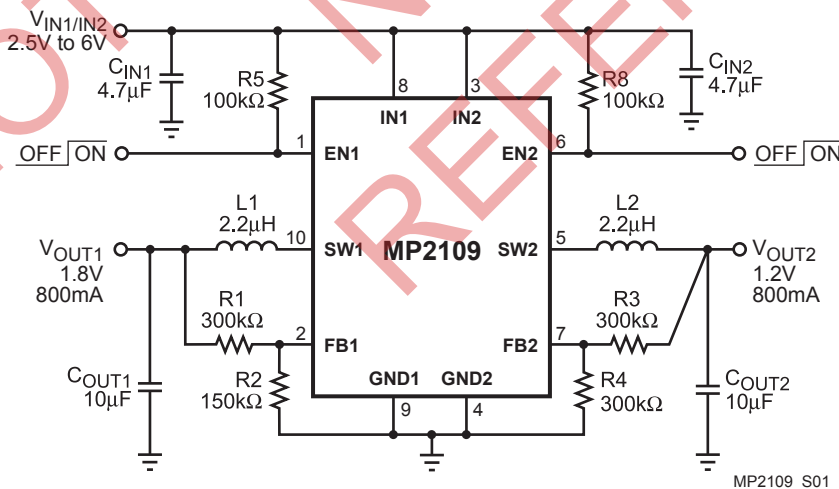 VIN1/IN2
2.5V to 6V
CIN1
4.7µF
R5
100kΩ
8
IN1
3
IN2
R8
100kΩ
CIN2
4.7µF
OFF ON
1
EN1
EN2
6
OFF ON
VOUT1
1.8V
800mA
L1
2.2µH
10
SW1
MP2109
SW2
5
L2
2.2µH
VOUT2
1.2V
800mA
R1
300kΩ
2
FB1
FB2
7
R3
300kΩ
COUT1
10µF
R2
150kΩ
GND1
9
GND2
4
R4
300kΩ
COUT2
10µF
MP2109_S01
REFER